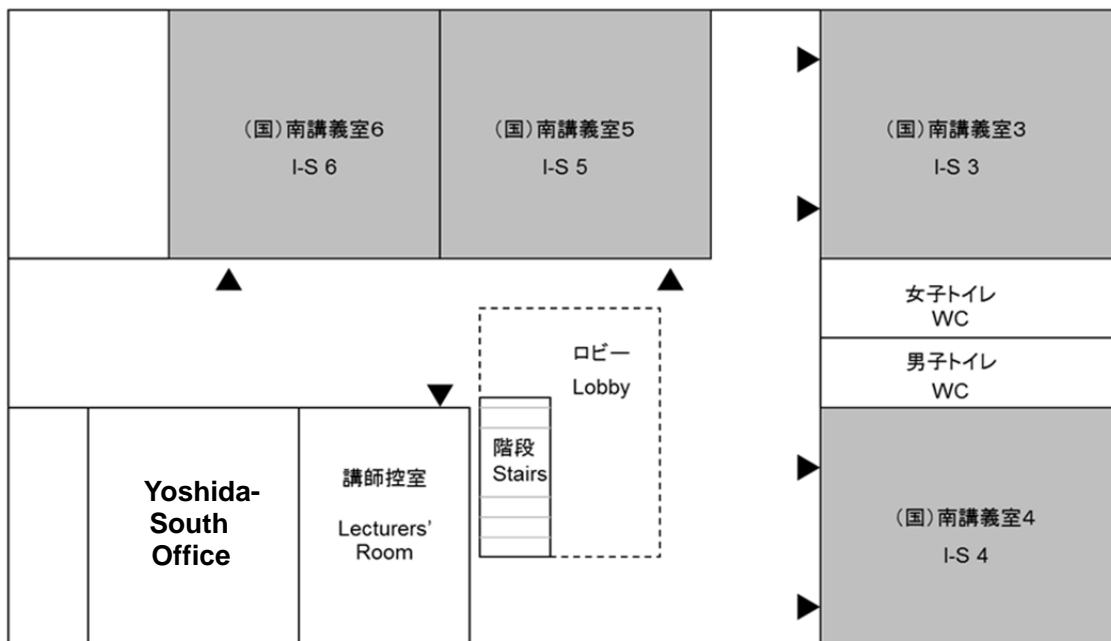 (国)南講義室6
I-S 6
(国)南講義室5
I-S 5
(国)南講義室3
I-S 3
女子トイレ
WC
男子トイレ
WC
ロビー
Lobby
階段
Stairs
Yoshida-
South
Office
講師控室
Lecturers'
Room
(国)南講義室4
I-S 4